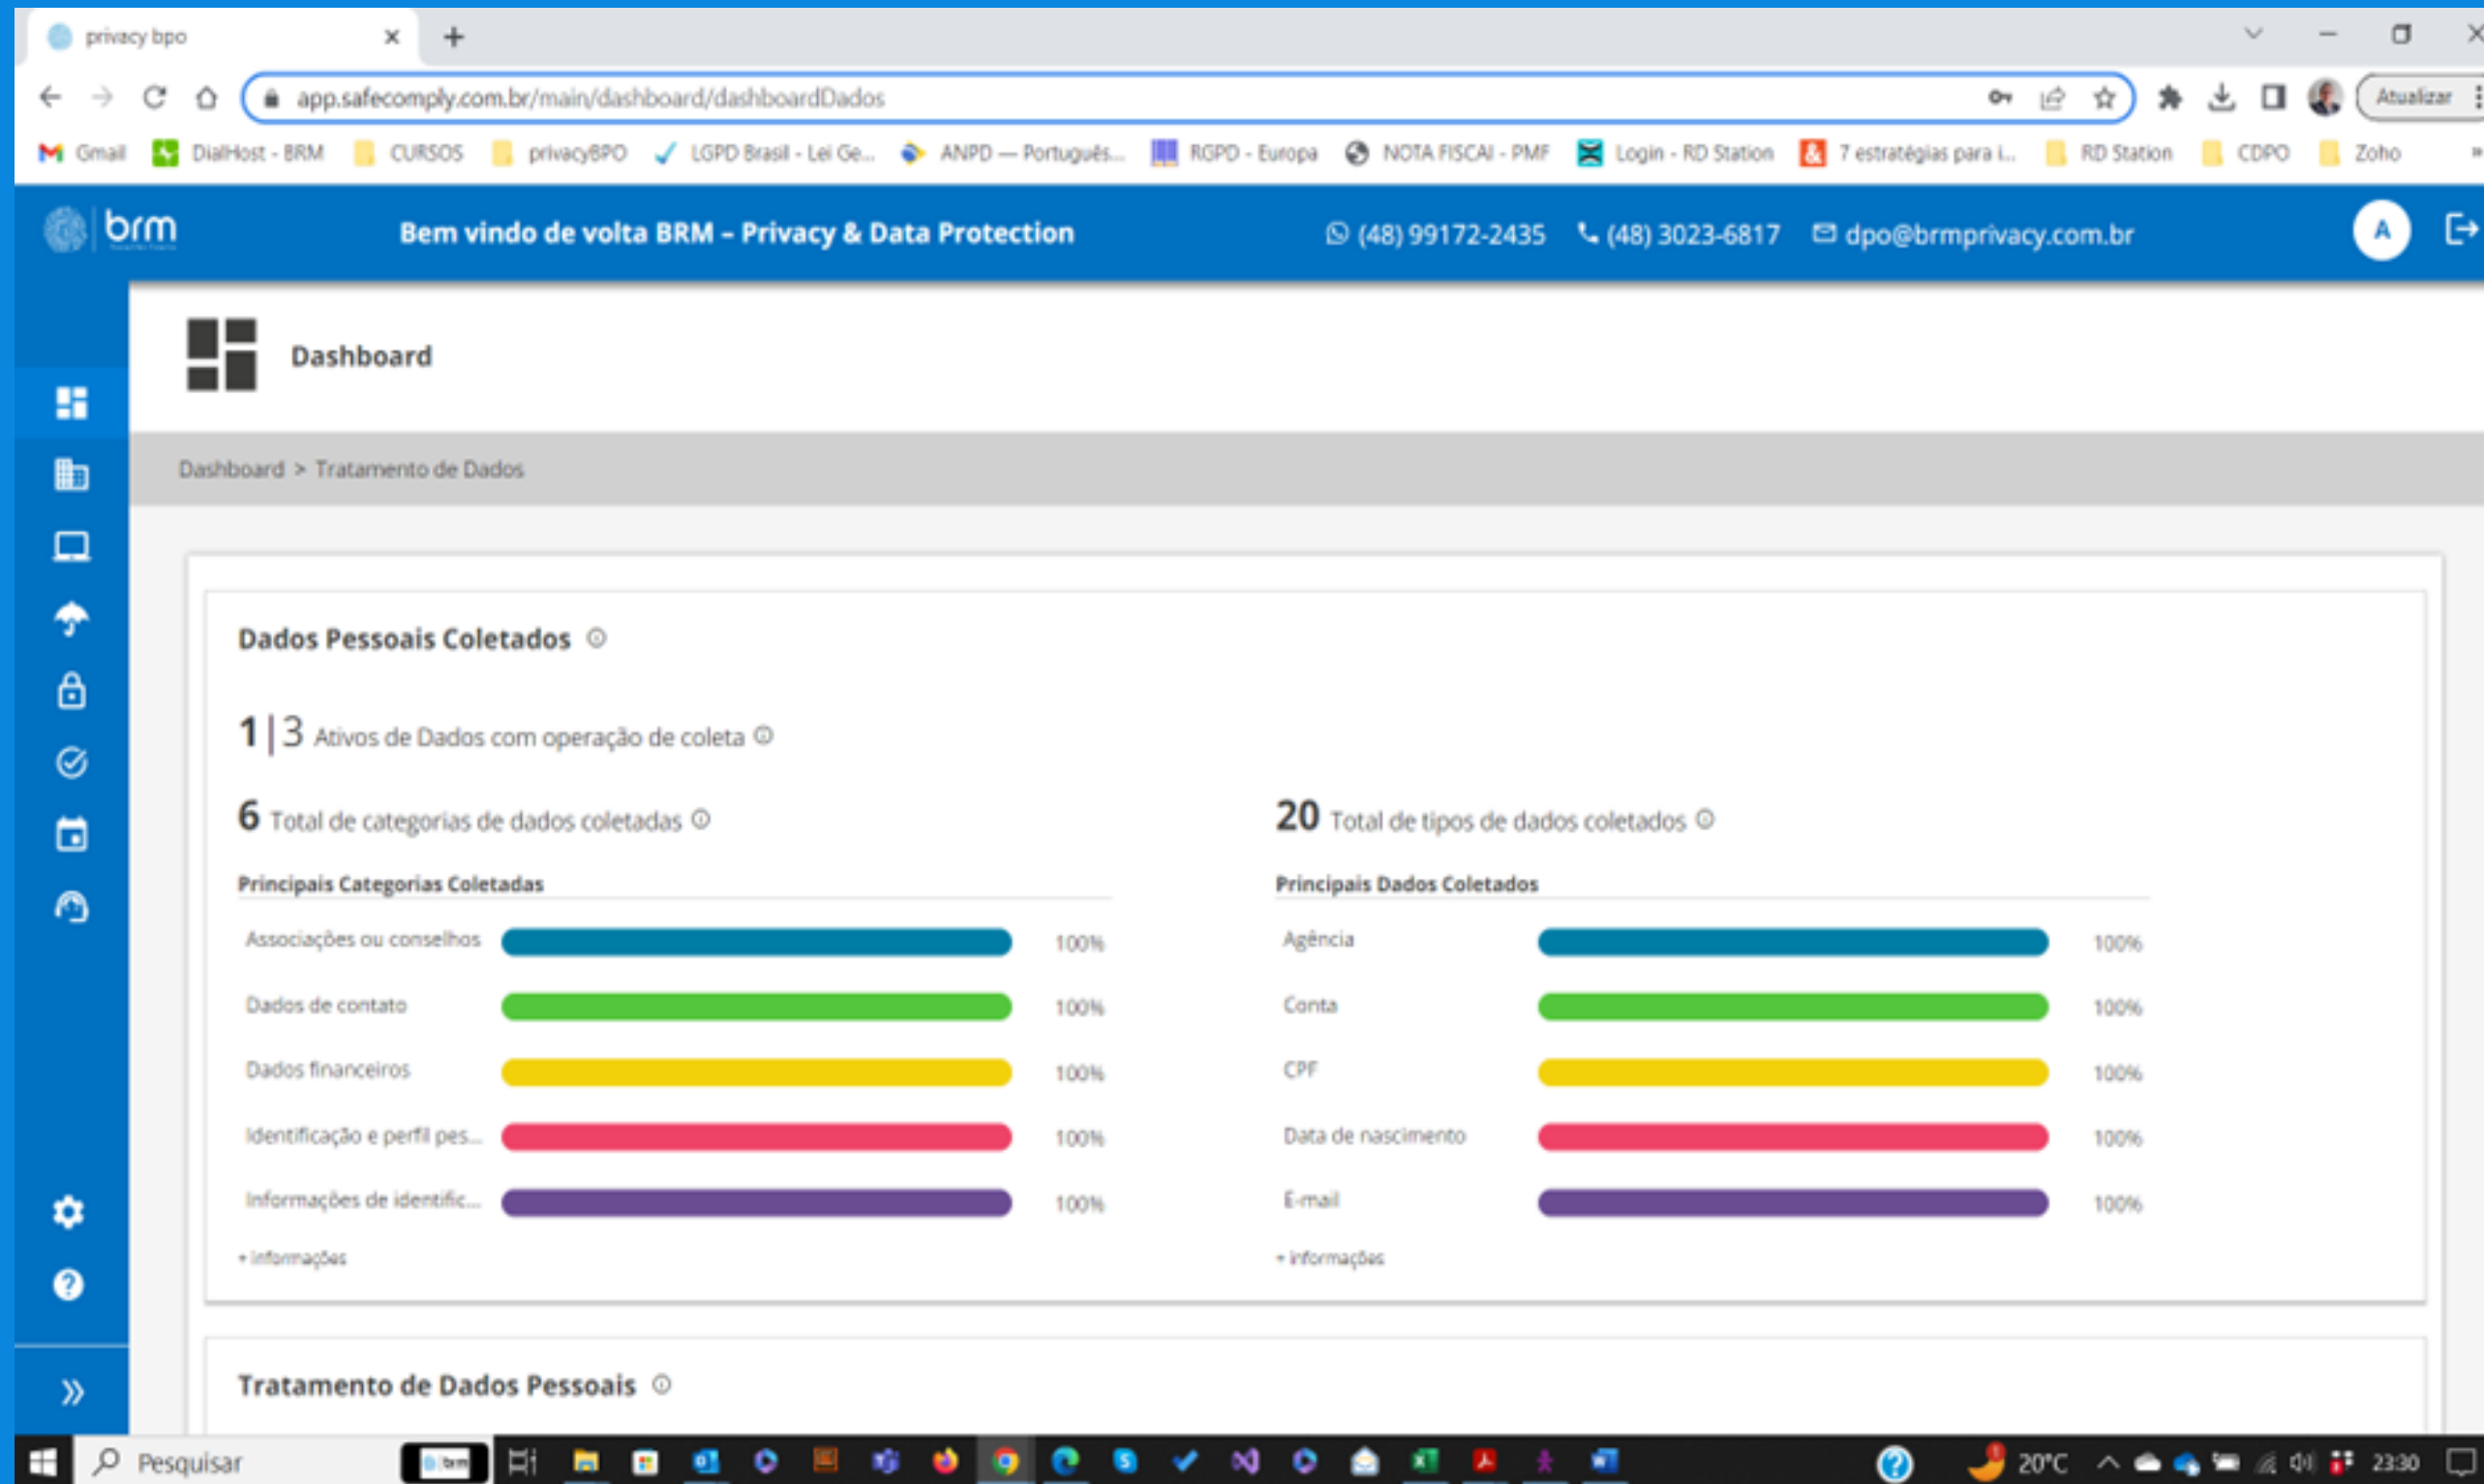 privacy bpo
app.safecomply.com.br/main/dashboard/dashboardDados
Atualizar
Gmail DialHost - BRM CURSOS privacyBPO LGPD Brasil - Lei Ge... ANPD — Português... RGPD - Europa NOTA FISCAI - PMF Login - RD Station 7 estratégias para i... RD Station CDPO Zoho »
brm Bem vindo de volta BRM – Privacy & Data Protection (48) 99172-2435 (48) 3023-6817 dpo@brmprivacy.com.br A
Dashboard
Dashboard > Tratamento de Dados
Dados Pessoais Coletados
1|3 Ativos de Dados com operação de coleta
6 Total de categorias de dados coletadas
Principais Categorias Coletadas
Associações ou conselhos 100%
Dados de contato 100%
Dados financeiros 100%
Identificação e perfil pes... 100%
Informações de identific... 100%
+ informações
20 Total de tipos de dados coletados
Principais Dados Coletados
Agência 100%
Conta 100%
CPF 100%
Data de nascimento 100%
E-mail 100%
+ informações
Tratamento de Dados Pessoais
Pesquisar
brm
20°C 23:30